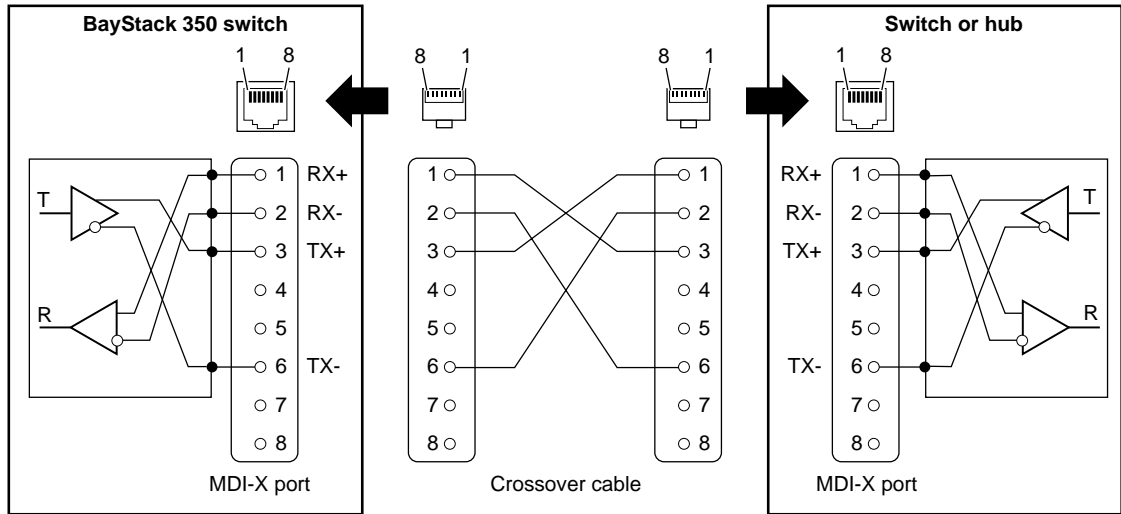 BayStack 350 switch
Switch or hub
1 8
8 1
8 1
1 8
T
R
1 RX+
2 RX-
3 TX+
4
5
6 TX-
7
8
1
2
3
4
5
6
7
8
1
2
3
4
5
6
7
8
RX+ 1
RX- 2
TX+ 3
4
5
TX- 6
7
8
T
R
MDI-X port
Crossover cable
MDI-X port